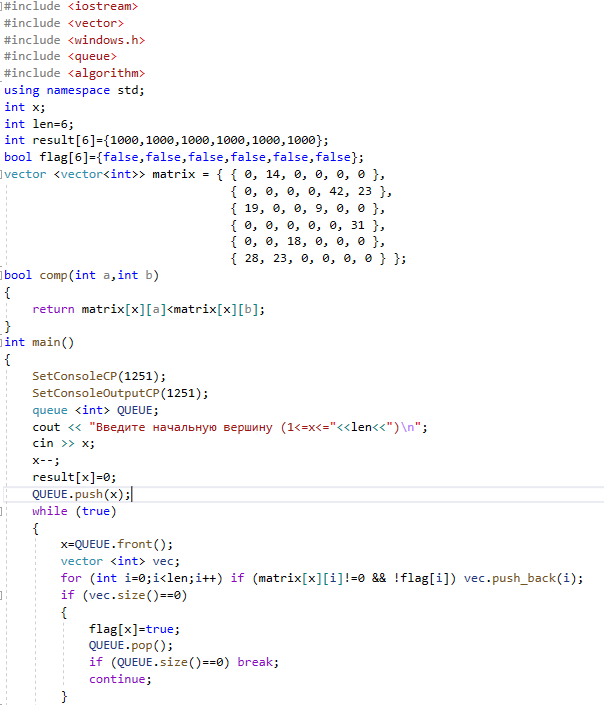 #include <iostream>
#include <vector>
#include <windows.h>
#include <queue>
#include <algorithm>
using namespace std;
int x;
int len=6;
int result[6]={1000,1000,1000,1000,1000,1000};
bool flag[6]={false,false,false,false,false,false};
vector <vector<int>> matrix = { { 0, 14, 0, 0, 0, 0 },
{ 0, 0, 0, 0, 42, 23 },
{ 19, 0, 0, 9, 0, 0 },
{ 0, 0, 0, 0, 0, 31 },
{ 0, 0, 18, 0, 0, 0 },
{ 28, 23, 0, 0, 0, 0 } };
bool comp(int a,int b)
{
return matrix[x][a]<matrix[x][b];
}
int main()
{
SetConsoleCP(1251);
SetConsoleOutputCP(1251);
queue <int> QUEUE;
cout << "Введите начальную вершину (1<=x<="<<len<<")\n";
cin >> x;
x--;
result[x]=0;
QUEUE.push(x);
while (true)
{
x=QUEUE.front();
vector <int> vec;
for (int i=0;i<len;i++) if (matrix[x][i]!=0 && !flag[i]) vec.push_back(i);
if (vec.size()==0)
{
flag[x]=true;
QUEUE.pop();
if (QUEUE.size()==0) break;
continue;
}